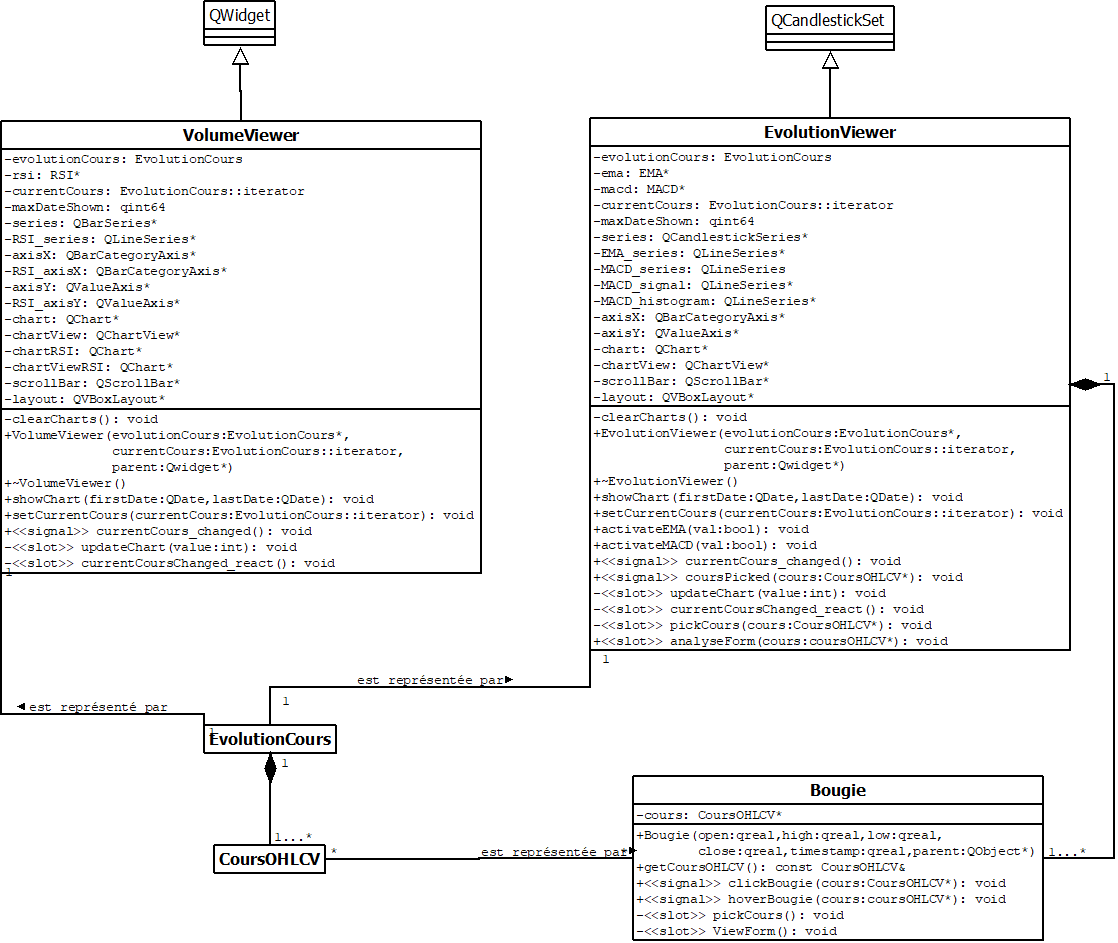 QWidget
QCandlestickSet
VolumeViewer
-evolutionCours: EvolutionCours
-rsi: RSI*
-currentCours: EvolutionCours::iterator
-maxDateShown: qint64
-series: QBarSeries*
-RSI_series: QLineSeries*
-axisX: QBarCategoryAxis*
-RSI_axisX: QBarCategoryAxis*
-axisY: QValueAxis*
-RSI_axisY: QValueAxis*
-chart: QChart*
-chartView: QChartView*
-chartRSI: QChart*
-chartViewRSI: QChart*
-scrollBar: QScrollBar*
-layout: QVBoxLayout*
-clearCharts(): void
+VolumeViewer(evolutionCours:EvolutionCours*,
currentCours:EvolutionCours::iterator,
parent:Qwidget*)
+~VolumeViewer()
+showChart(firstDate:QDate,lastDate:QDate): void
+setCurrentCours(currentCours:EvolutionCours::iterator): void
+<<signal>> currentCours_changed(): void
-<<slot>> updateChart(value:int): void
-<<slot>> currentCoursChanged_react(): void
1
EvolutionViewer
-evolutionCours: EvolutionCours
-ema: EMA*
-macd: MACD*
-currentCours: EvolutionCours::iterator
-maxDateShown: qint64
-series: QCandlestickSeries*
-EMA_series: QLineSeries*
-MACD_series: QLineSeries
-MACD_signal: QLineSeries*
-MACD_histogram: QLineSeries*
-axisX: QBarCategoryAxis*
-axisY: QValueAxis*
-chart: QChart*
-chartView: QChartView*
-scrollBar: QScrollBar*
-layout: QVBoxLayout*
-clearCharts(): void
+EvolutionViewer(evolutionCours:EvolutionCours*,
currentCours:EvolutionCours::iterator,
parent:Qwidget*)
+~EvolutionViewer()
+showChart(firstDate:QDate,lastDate:QDate): void
+setCurrentCours(currentCours:EvolutionCours::iterator): void
+activateEMA(val:bool): void
+activateMACD(val:bool): void
+<<signal>> currentCours_changed(): void
+<<signal>> coursPicked(cours:CoursOHLCV*): void
-<<slot>> updateChart(value:int): void
-<<slot>> currentCoursChanged_react(): void
-<<slot>> pickCours(cours:CoursOHLCV*): void
+<<slot>> analyseForm(cours:coursOHLCV*): void
1
1
est représentée par
1
est représenté par
1
EvolutionCours
1
1...*
CoursOHLCV
*
est représentée par
*
1...*
Bougie
-cours: CoursOHLCV*
+Bougie(open:qreal,high:qreal,low:qreal,
close:qreal,timestamp:qreal,parent:QObject*)
+getCoursOHLCV(): const CoursOHLCV&
+<<signal>> clickBougie(cours:CoursOHLCV*): void
+<<signal>> hoverBougie(cours:coursOHLCV*): void
-<<slot>> pickCours(): void
-<<slot>> ViewForm(): void